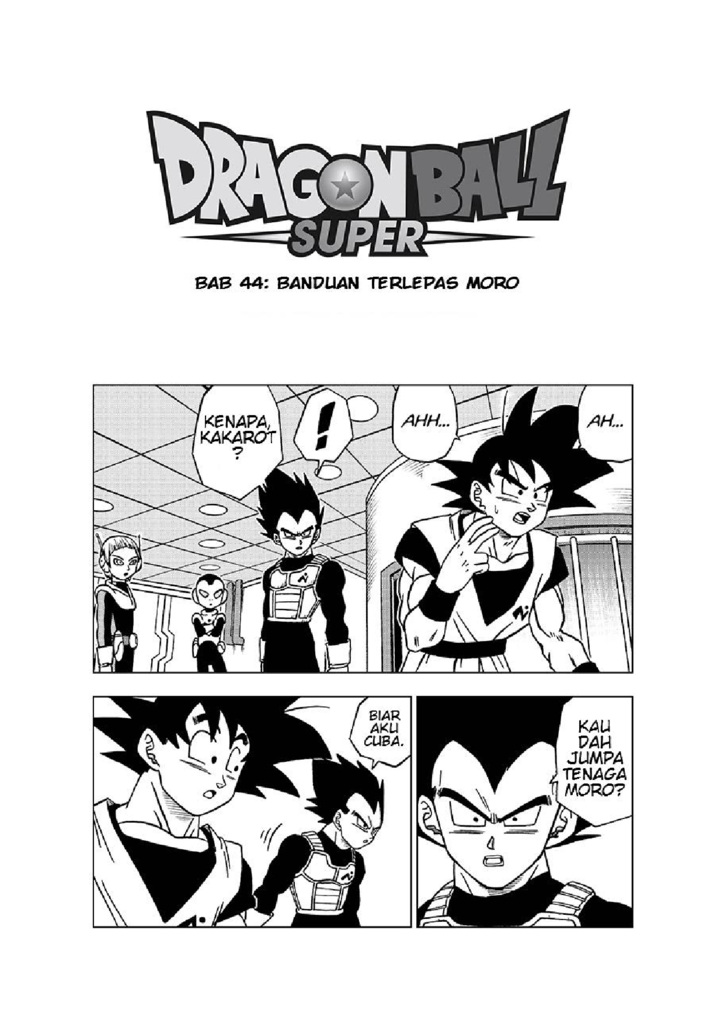 DRAGON BALL
SUPER
BAB 44: BANDUAN TERLEPAS MORO
AH...
AHH...
!
KENAPA,
KAKAROT
?
KAU
DAH
JUMPA
TENAGA
MORO?
BIAR
AKU
CUBA.